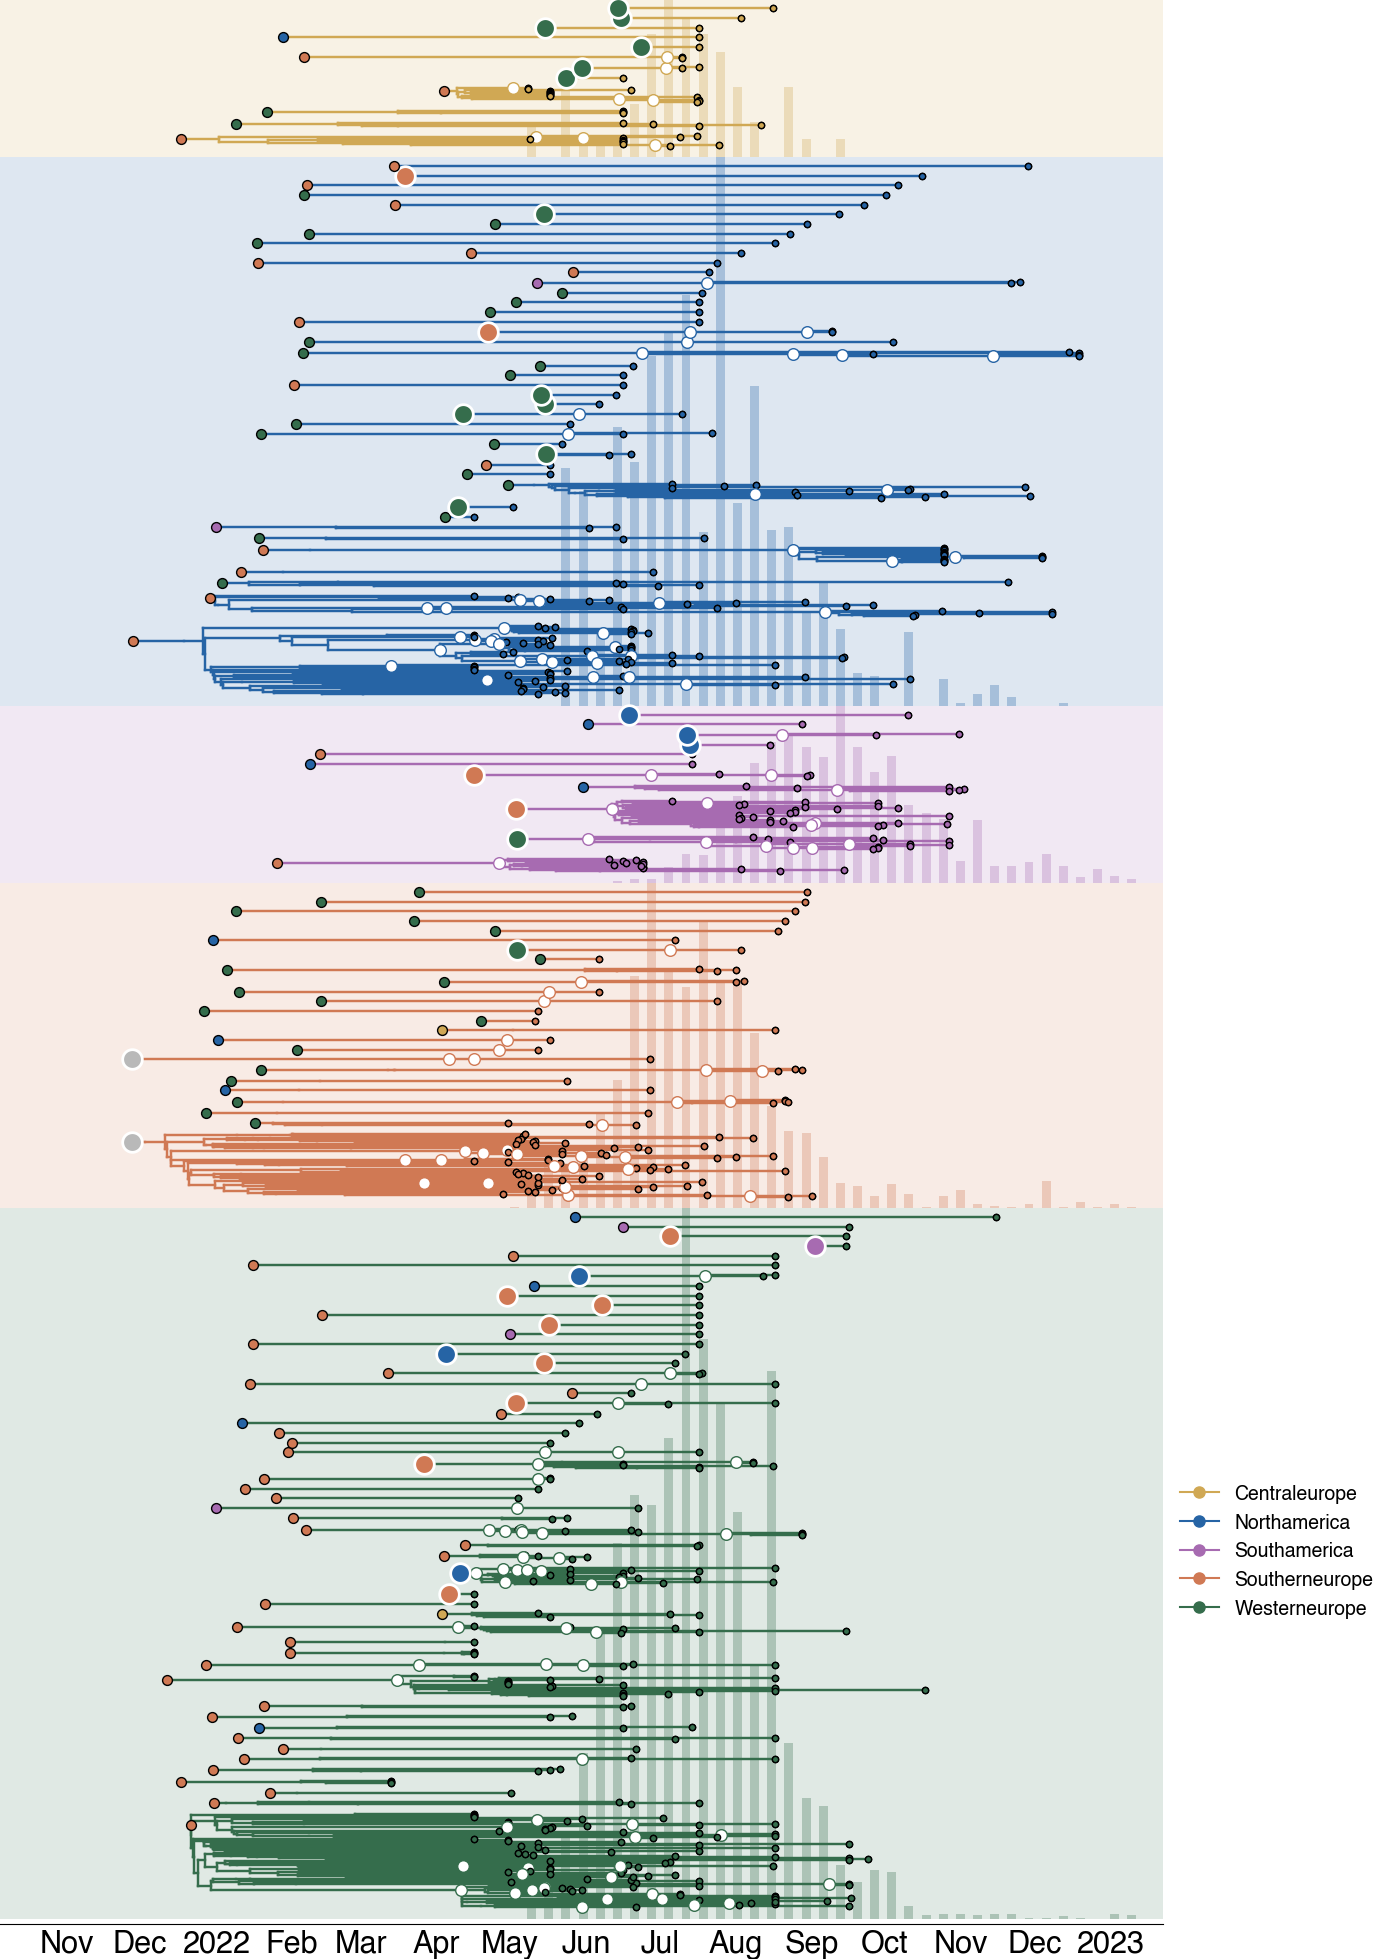 Centraleurope
Northamerica
Southamerica
Southerneurope
Westerneurope
Nov Dec 2022 Feb Mar Apr May Jun Jul Aug Sep Oct Nov Dec 2023